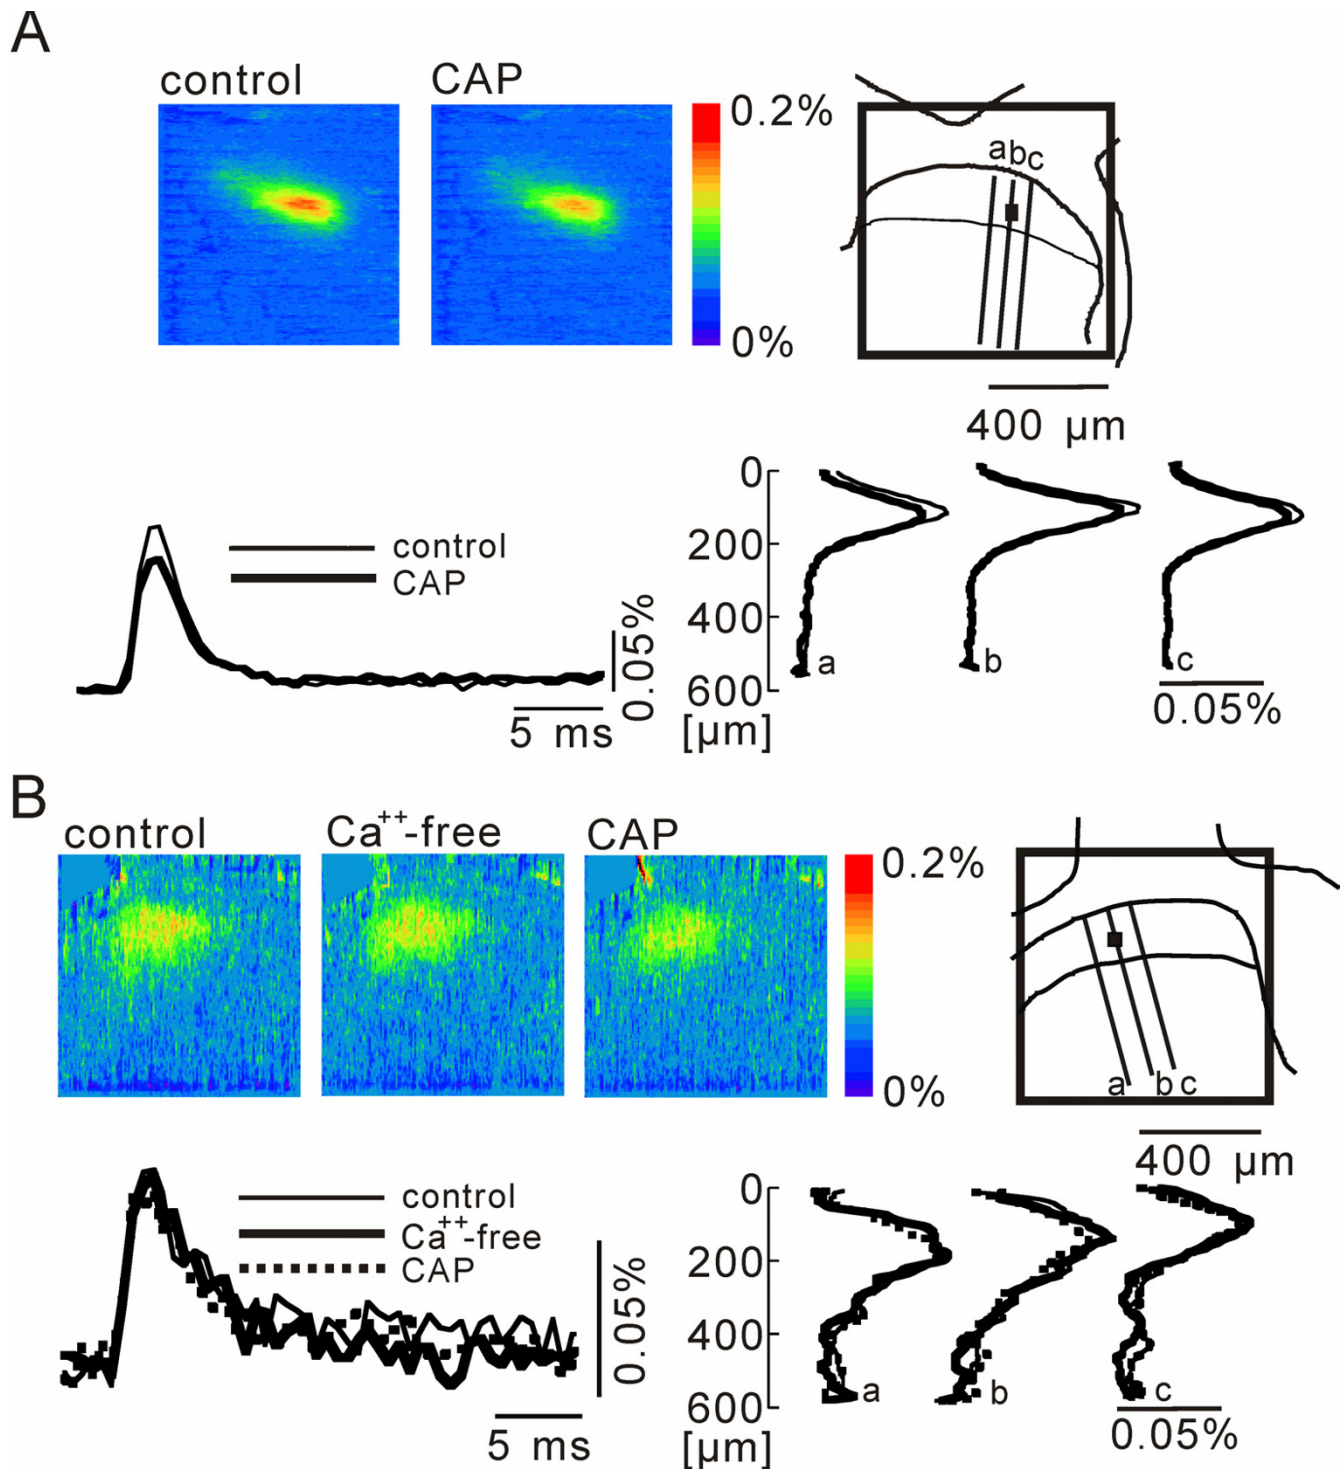 A
control CAP
0.2%
0%
abc
400 µm
control
CAP
0.05%
5 ms
0
200
400
600
[µm]
a b c
0.05%
B
control Ca++-free CAP
0.2%
0%
a b c
400 µm
control
Ca++-free
CAP
0.05%
5 ms
0
200
400
600
[µm]
a b c
0.05%